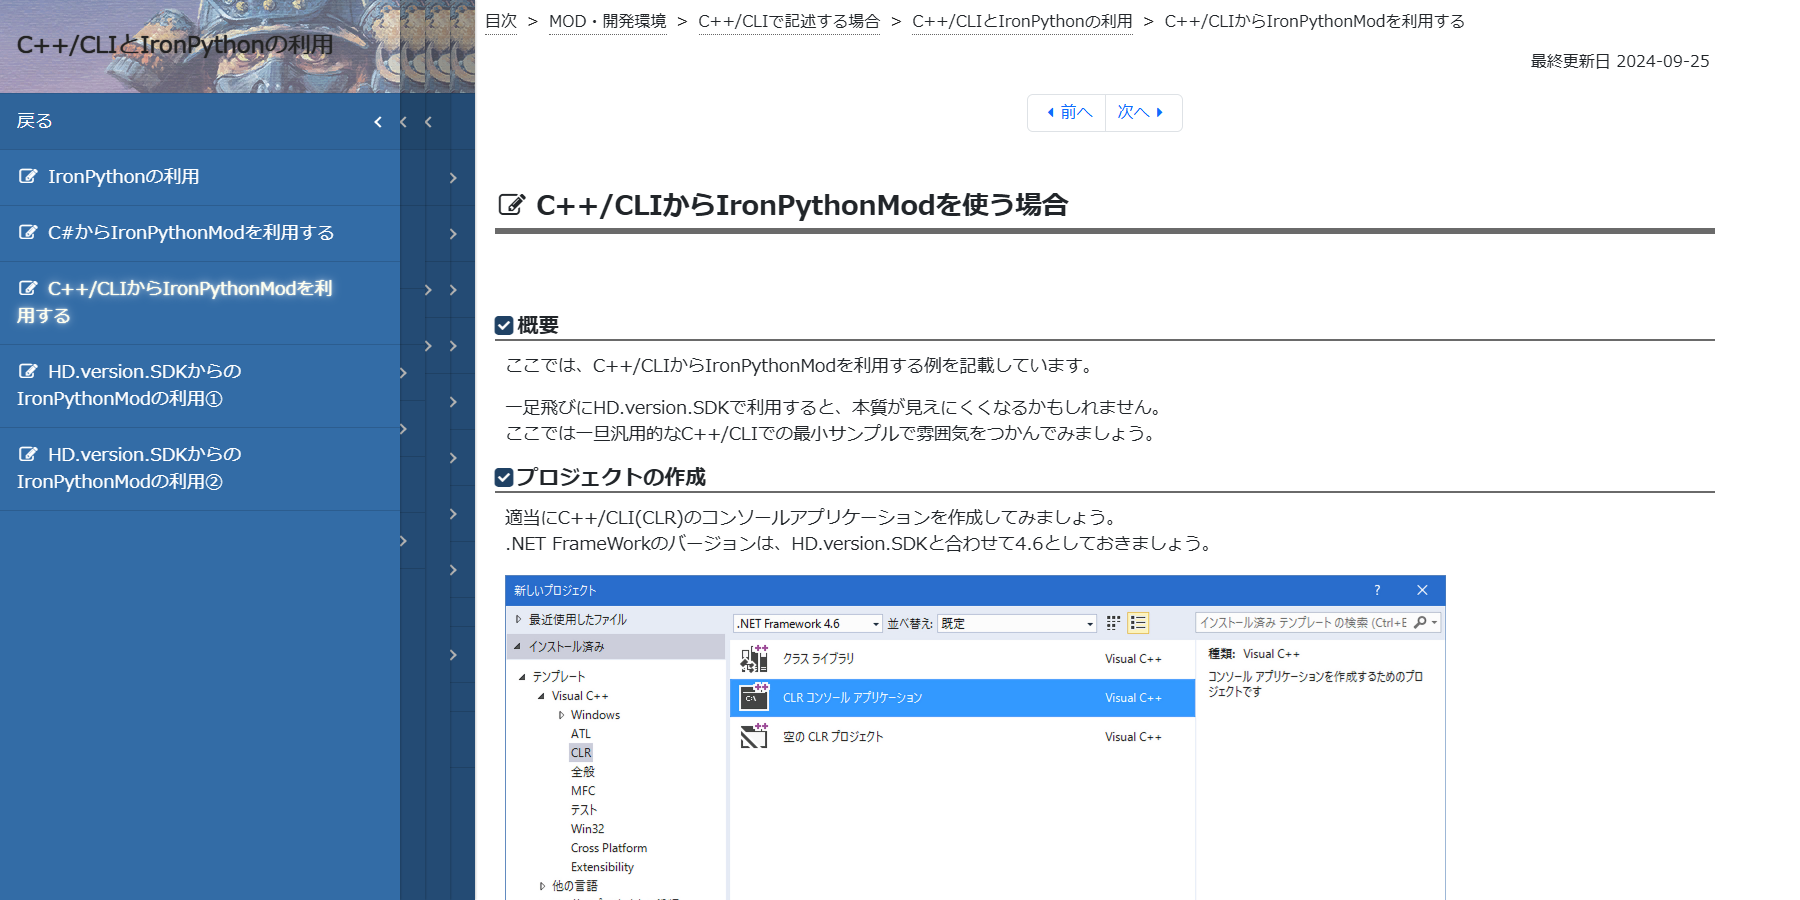 C++/CLIとIronPythonの利用
戻る
IronPythonの利用
C#からIronPythonModを利用する
C++/CLIからIronPythonModを利
用する
HD.version.SDKからの
IronPythonModの利用①
HD.version.SDKからの
IronPythonModの利用②
目次 > MOD・開発環境 > C++/CLIで記述する場合 > C++/CLIとIronPythonの利用 > C++/CLIからIronPythonModを利用する
最終更新日 2024-09-25
前へ 次へ
C++/CLIからIronPythonModを使う場合
概要
ここでは、C++/CLIからIronPythonModを利用する例を記載しています。
一足飛びにHD.version.SDKで利用すると、本質が見えにくくなるかもしれません。
ここでは一旦汎用的なC++/CLIでの最小サンプルで雰囲気をつかんでみましょう。
プロジェクトの作成
適当にC++/CLI(CLR)のコンソールアプリケーションを作成してみましょう。
.NET FrameWorkのバージョンは、HD.version.SDKと合わせて4.6としておきましょう。
新しいプロジェクト ?
最近使用したファイル
インストール済み
テンプレート
Visual C++
Windows
ATL
CLR
全般
MFC
テスト
Win32
Cross Platform
Extensibility
他の言語
.NET Framework 4.6 並べ替え: 既定
インストール済み テンプレート の検索 (Ctrl+E
クラス ライブラリ Visual C++
CLR コンソール アプリケーション Visual C++
空の CLR プロジェクト Visual C++
種類: Visual C++
コンソール アプリケーションを作成するためのプロ
ジェクトです